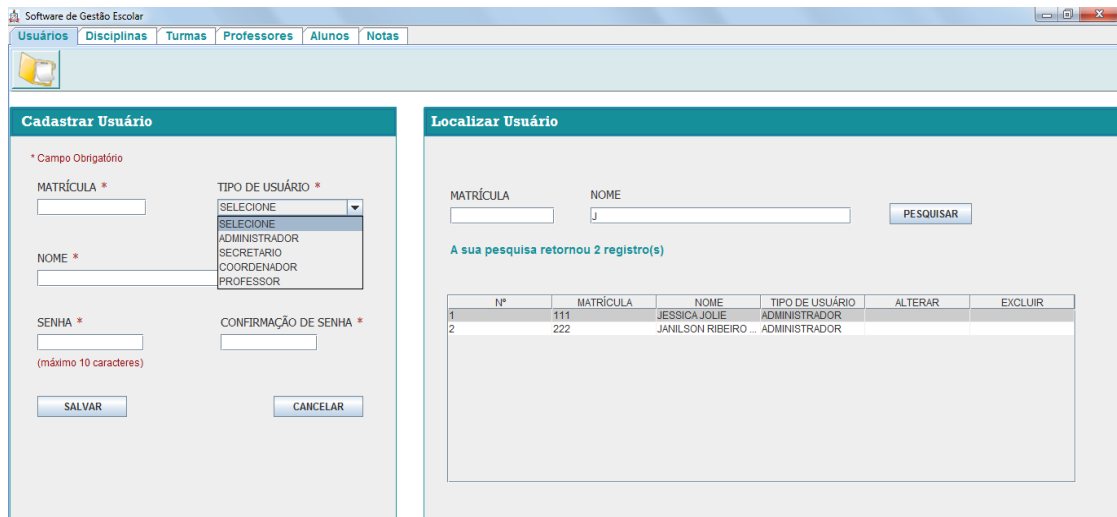 Software de Gestão Escolar
Usuários Disciplinas Turmas Professores Alunos Notas
Cadastrar Usuário
* Campo Obrigatório
MATRÍCULA * TIPO DE USUÁRIO *
SELECIONE
SELECIONE
ADMINISTRADOR
SECRETARIO
COORDENADOR
PROFESSOR
NOME *
SENHA * CONFIRMAÇÃO DE SENHA *
(máximo 10 caracteres)
SALVAR CANCELAR
Localizar Usuário
MATRÍCULA NOME
J PESQUISAR
A sua pesquisa retornou 2 registro(s)
Nº MATRÍCULA NOME TIPO DE USUÁRIO ALTERAR EXCLUIR
1 111 JESSICA JOLIE ADMINISTRADOR
2 222 JANILSON RIBEIRO ... ADMINISTRADOR